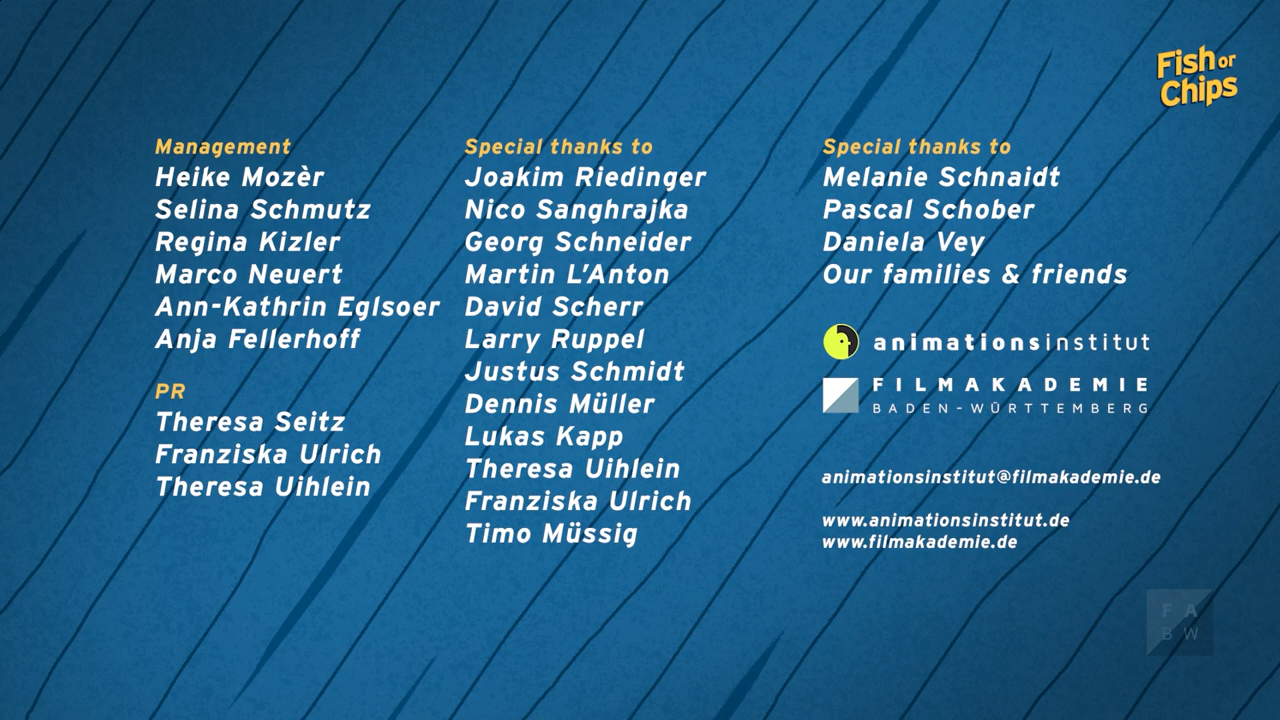 Fish or
Chips
Management
Heike Mozèr
Selina Schmutz
Regina Kizler
Marco Neuert
Ann-Kathrin Eglsoer
Anja Fellerhoff
PR
Theresa Seitz
Franziska Ulrich
Theresa Uihlein
Special thanks to
Joakim Riedinger
Nico Sanghrajka
Georg Schneider
Martin L'Anton
David Scherr
Larry Ruppel
Justus Schmidt
Dennis Müller
Lukas Kapp
Theresa Uihlein
Franziska Ulrich
Timo Müssig
Special thanks to
Melanie Schnaidt
Pascal Schober
Daniela Vey
Our families & friends
animationsinstitut
FILMAKADEMIE
BADEN-WÜRTTEMBERG
animationsinstitut@filmakademie.de
www.animationsinstitut.de
www.filmakademie.de
FA
BW